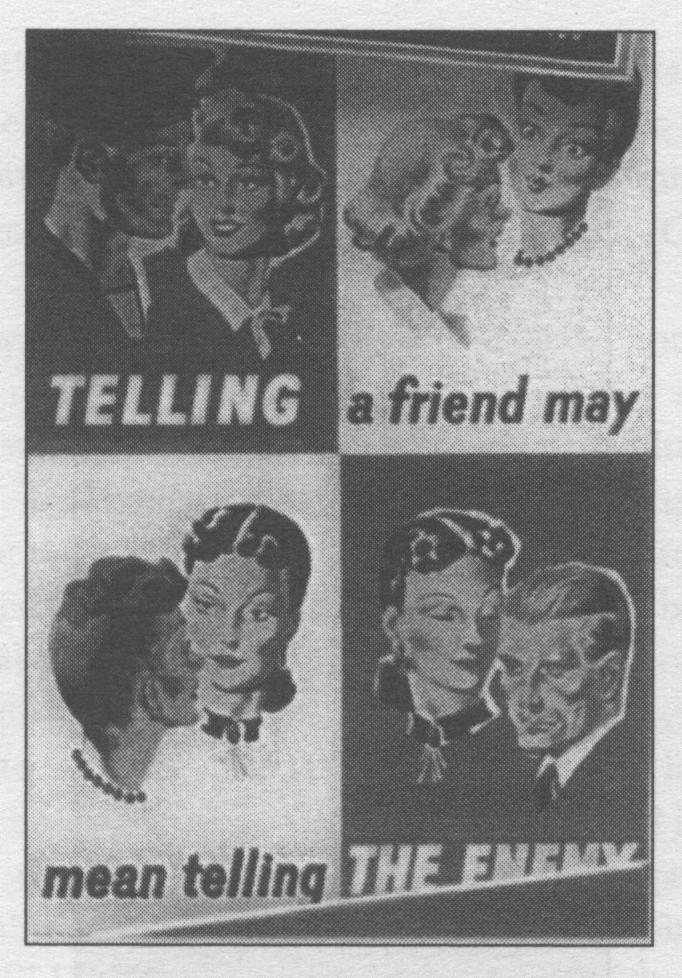 TELLING
a friend may
mean telling
THE ENEMY